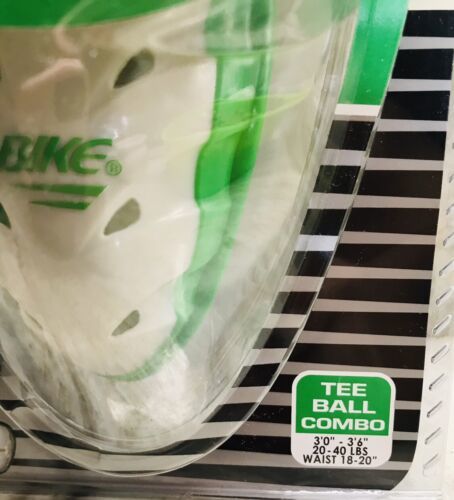 BIKE®
TEE
BALL
COMBO
3'0" - 3'6"
20-40 LBS
WAIST 18-20"